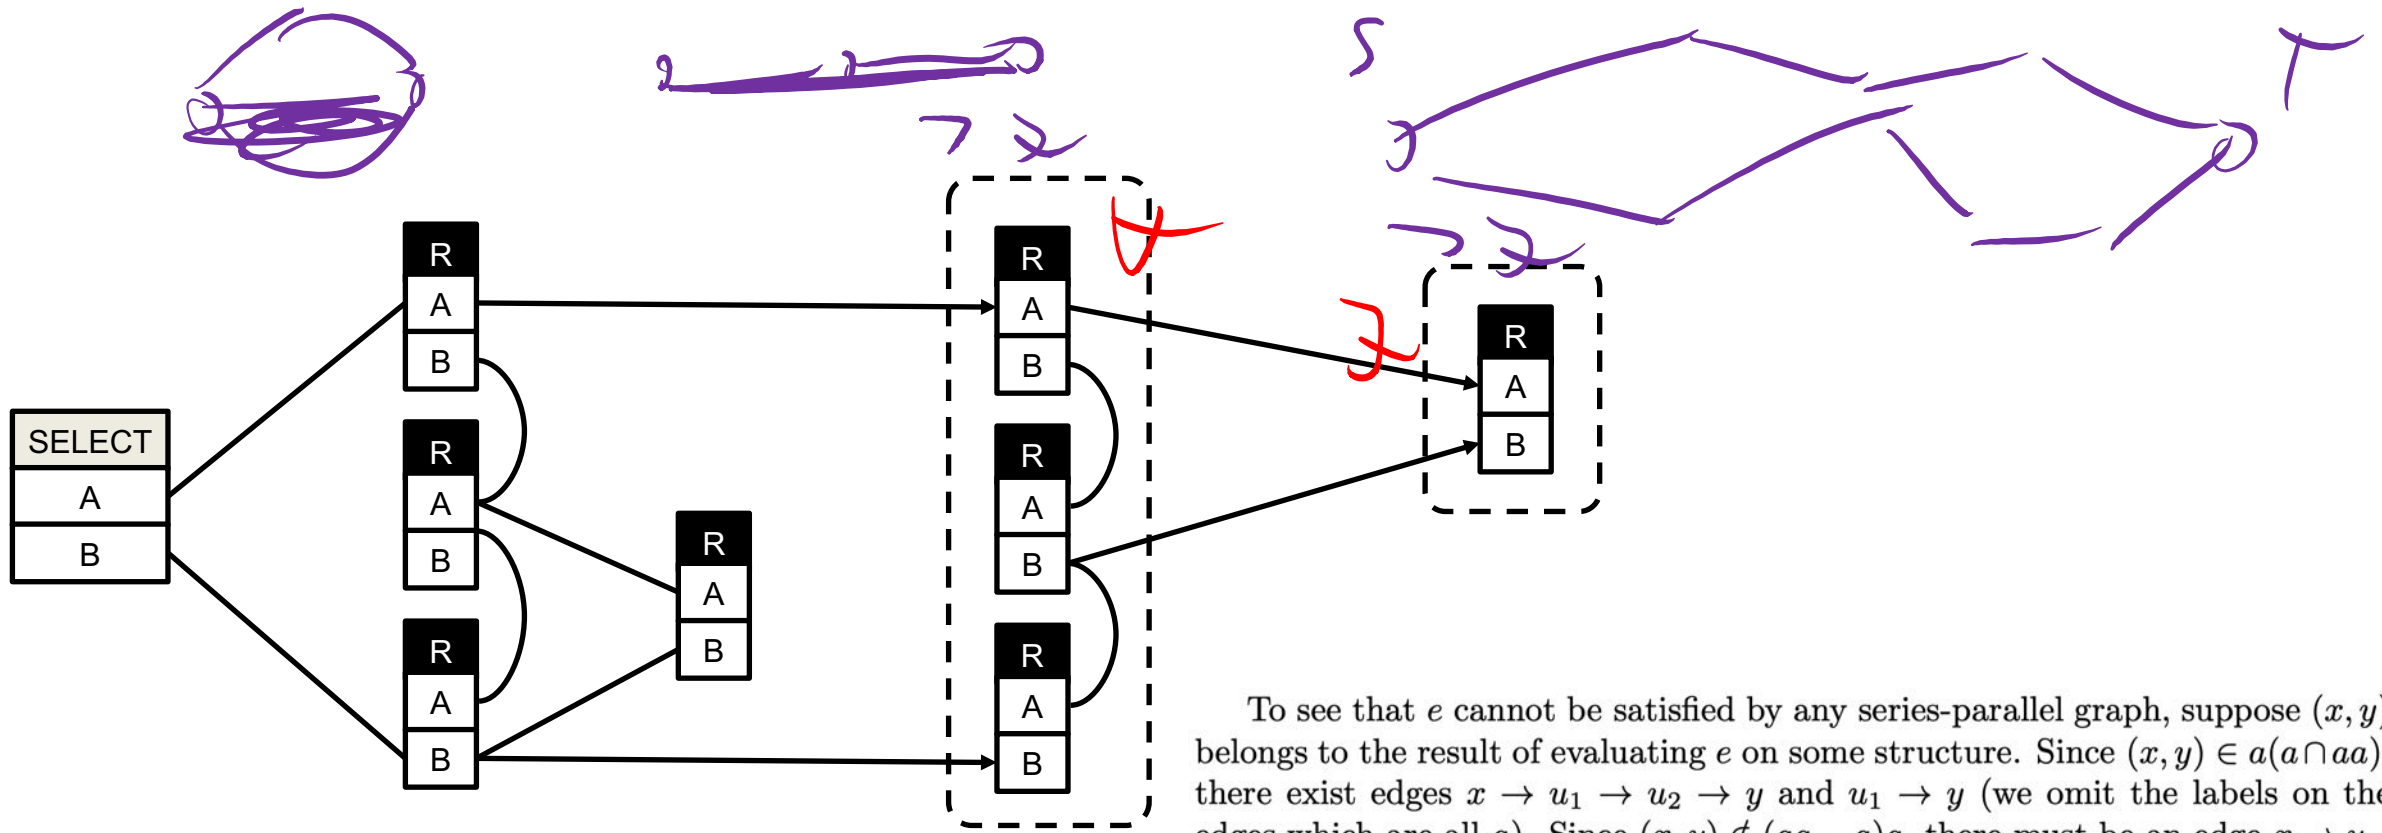 S
T
¬∃
¬∃
∀
∃
SELECT
A
B
R
A
B
R
A
B
R
A
B
R
A
B
R
A
B
R
A
B
R
A
B
R
A
B
To see that e cannot be satisfied by any series-parallel graph, suppose (x, y)
belongs to the result of evaluating e on some structure. Since (x, y) ∈ a(a ∩ aa)
there exist edges x → u₁ → u₂ → y and u₁ → y (we omit the labels on the